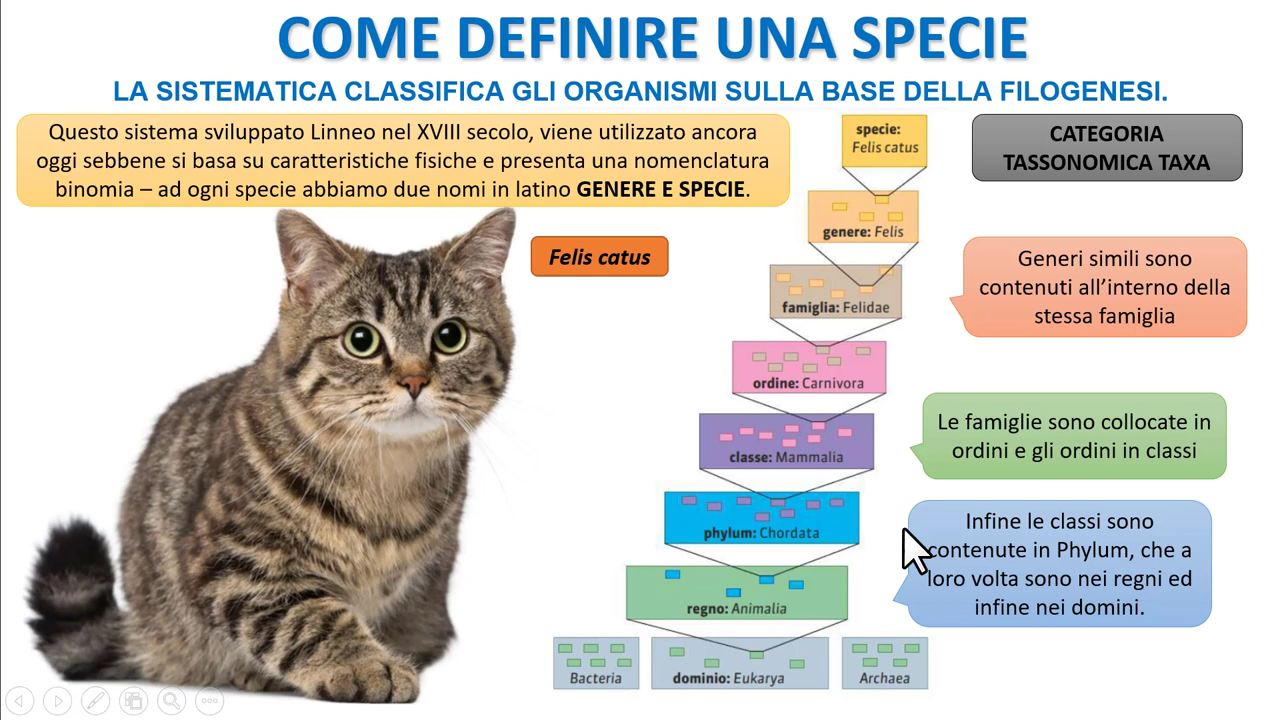 COME DEFINIRE UNA SPECIE
LA SISTEMATICA CLASSIFICA GLI ORGANISMI SULLA BASE DELLA FILOGENESI.
Questo sistema sviluppato Linneo nel XVIII secolo, viene utilizzato ancora
oggi sebbene si basa su caratteristiche fisiche e presenta una nomenclatura
binomia – ad ogni specie abbiamo due nomi in latino GENERE E SPECIE.
Felis catus
specie:
Felis catus
genere: Felis
famiglia: Felidae
ordine: Carnivora
classe: Mammalia
phylum: Chordata
regno: Animalia
Bacteria
dominio: Eukarya
Archaea
CATEGORIA
TASSONOMICA TAXA
Generi simili sono
contenuti all’interno della
stessa famiglia
Le famiglie sono collocate in
ordini e gli ordini in classi
Infine le classi sono
contenute in Phylum, che a
loro volta sono nei regni ed
infine nei domini.